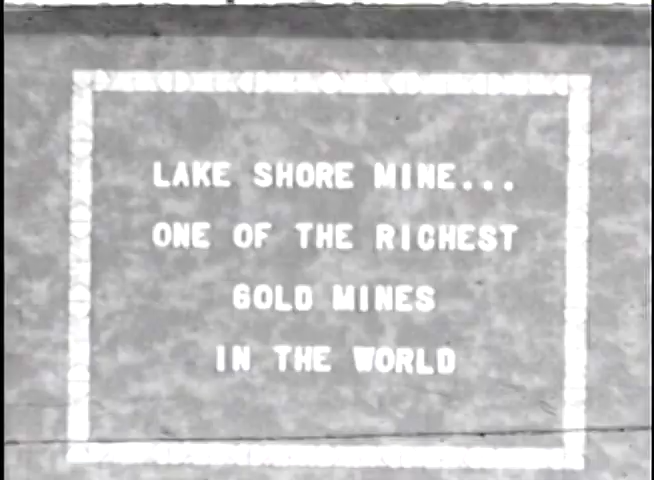 LAKE SHORE MINE...
ONE OF THE RICHEST
GOLD MINES
IN THE WORLD